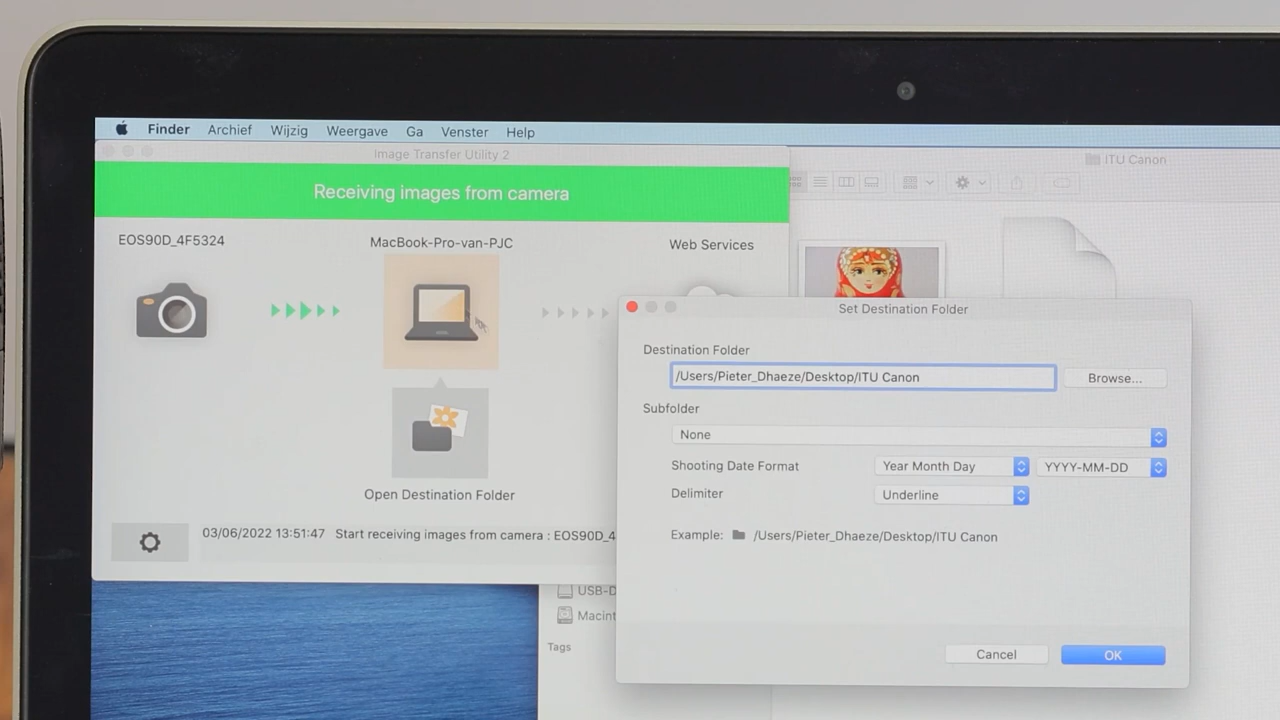 Finder Archief Wijzig Weergave Ga Venster Help
Image Transfer Utility 2
ITU Canon
Receiving images from camera
EOS90D_4F5324
MacBook-Pro-van-PJC
Web Services
Open Destination Folder
03/06/2022 13:51:47 Start receiving images from camera : EOS90D_4
Set Destination Folder
Destination Folder
/Users/Pieter_Dhaeze/Desktop/ITU Canon
Browse...
Subfolder
None
Shooting Date Format Year Month Day YYYY-MM-DD
Delimiter Underline
Example: /Users/Pieter_Dhaeze/Desktop/ITU Canon
Cancel OK
USB-D
Macint
Tags